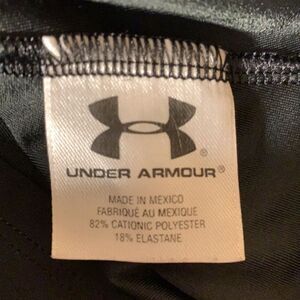 UNDER ARMOUR®
MADE IN MEXICO
FABRIQUÉ AU MEXIQUE
82% CATIONIC POLYESTER
18% ELASTANE